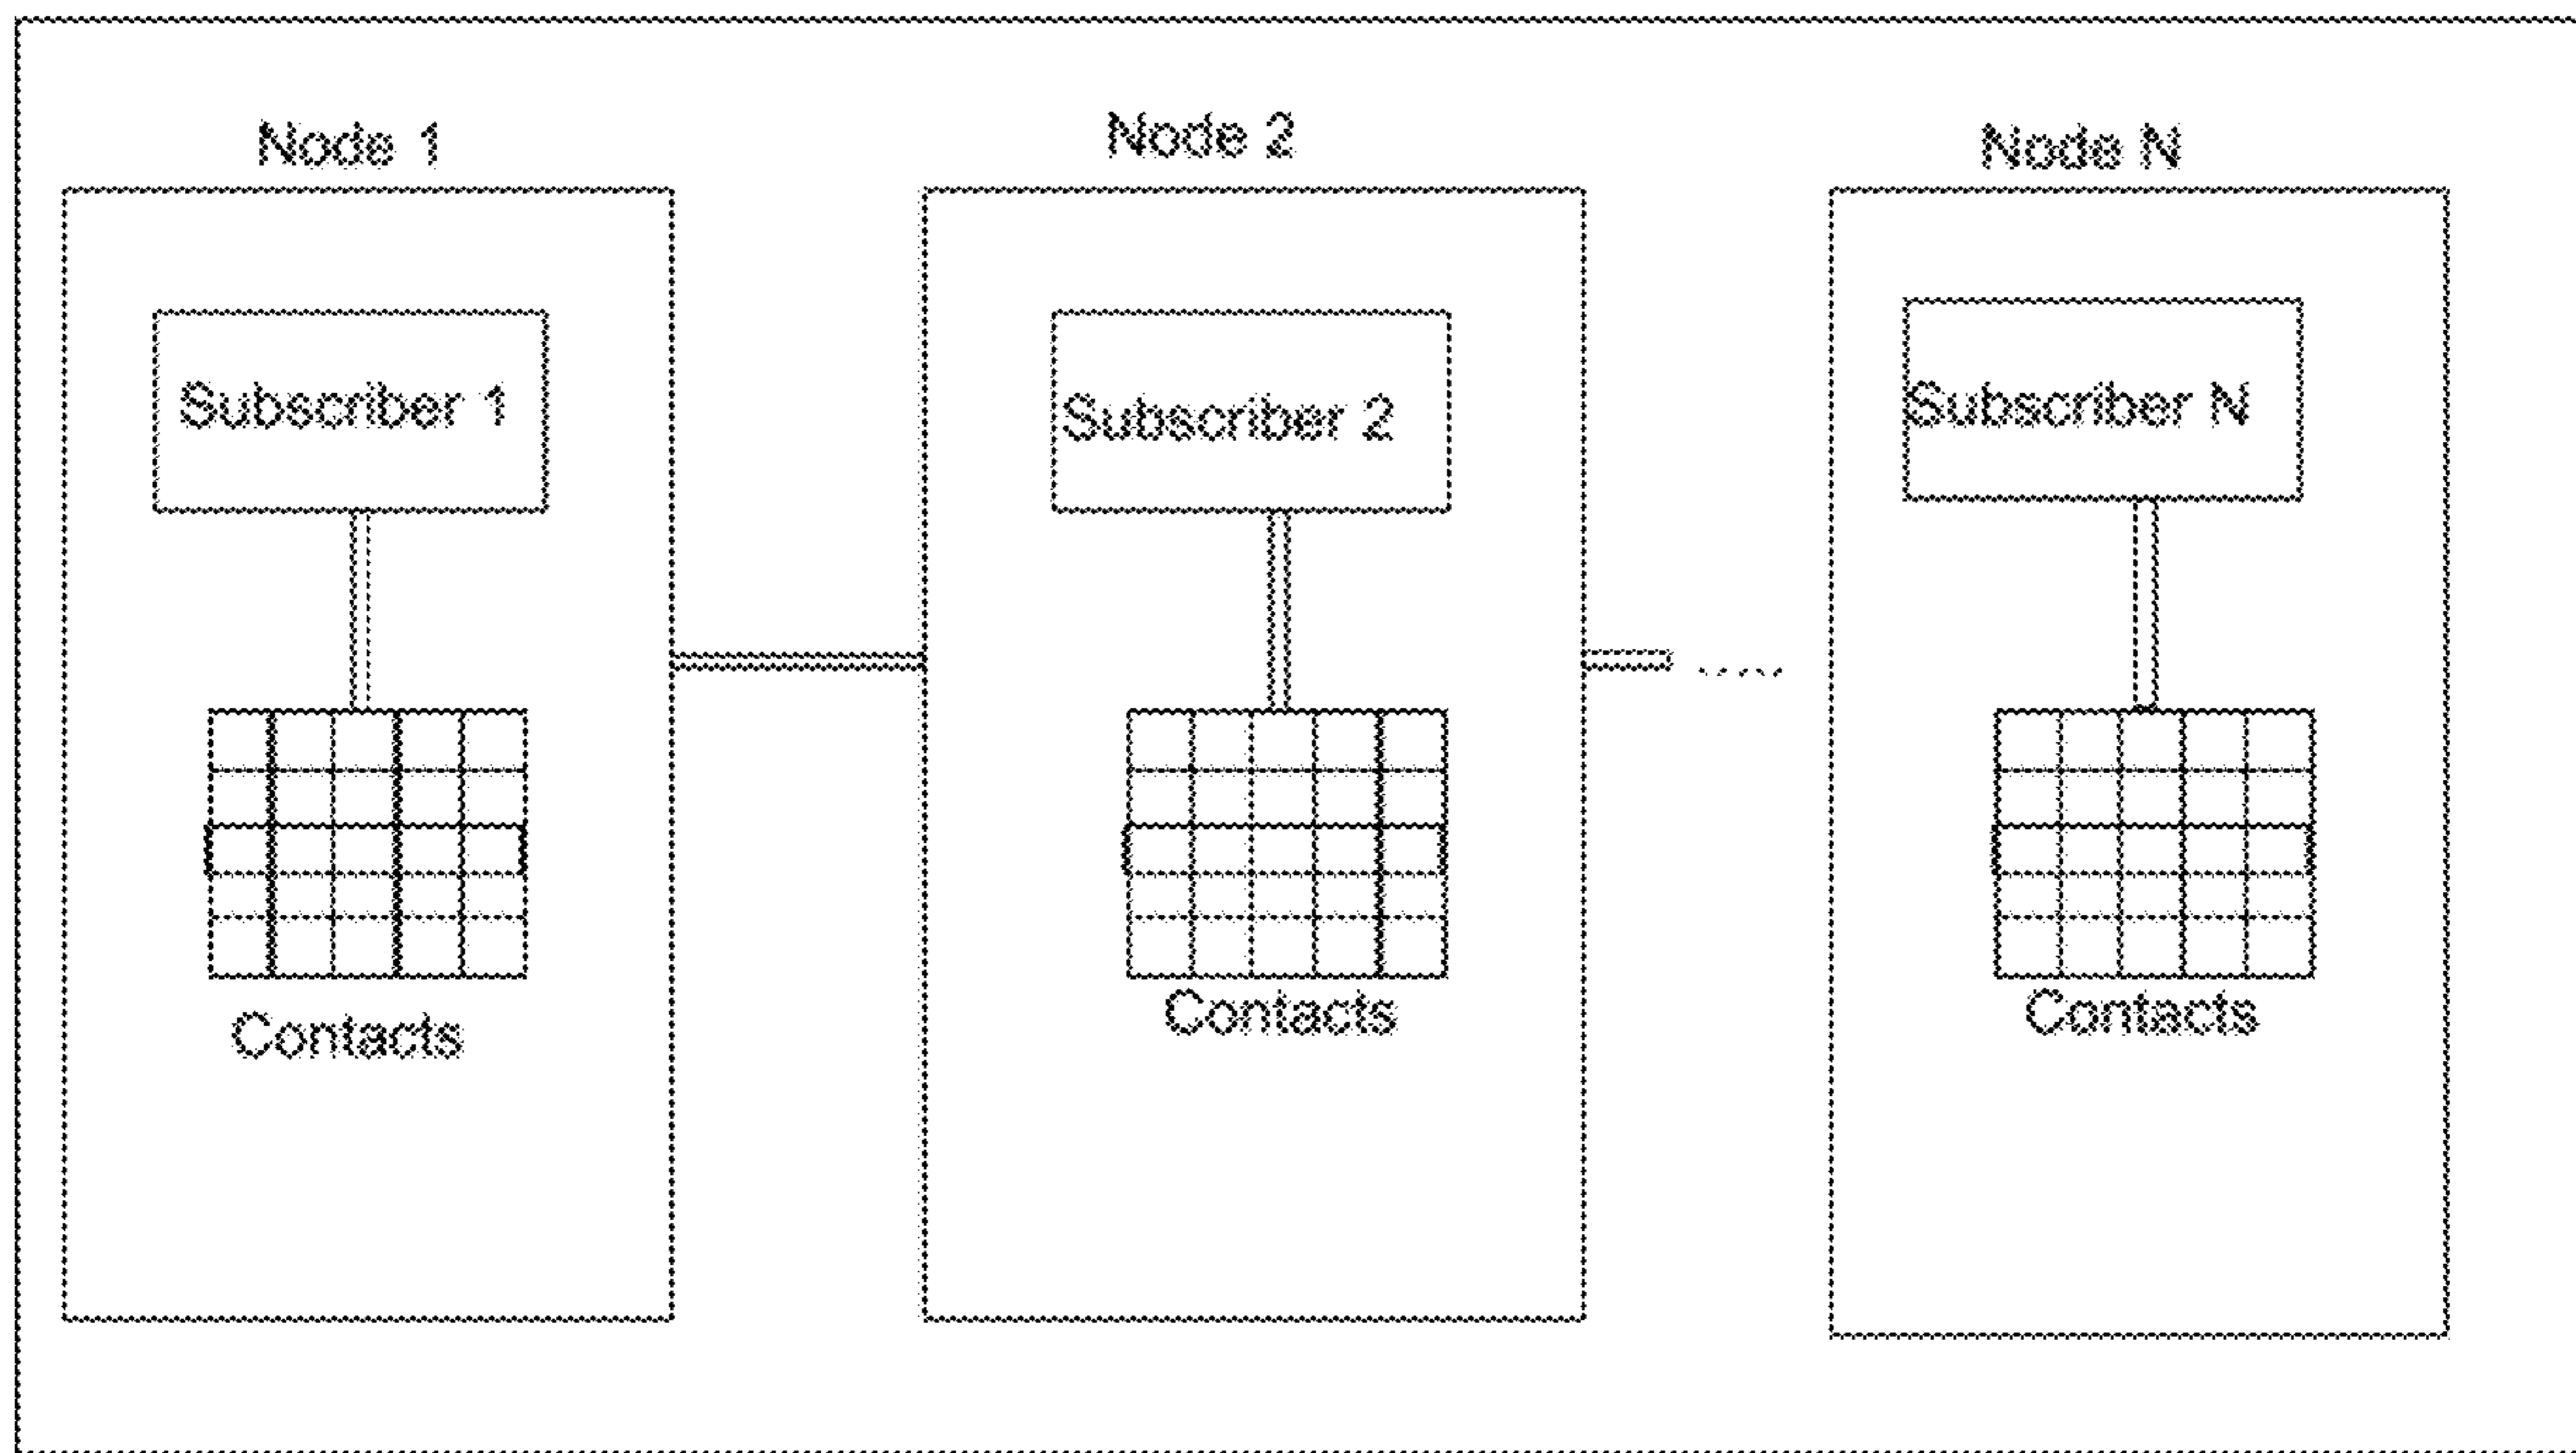 Node 1
Subscriber 1
Contacts
Node 2
Subscriber 2
Contacts
.....
Node N
Subscriber N
Contacts